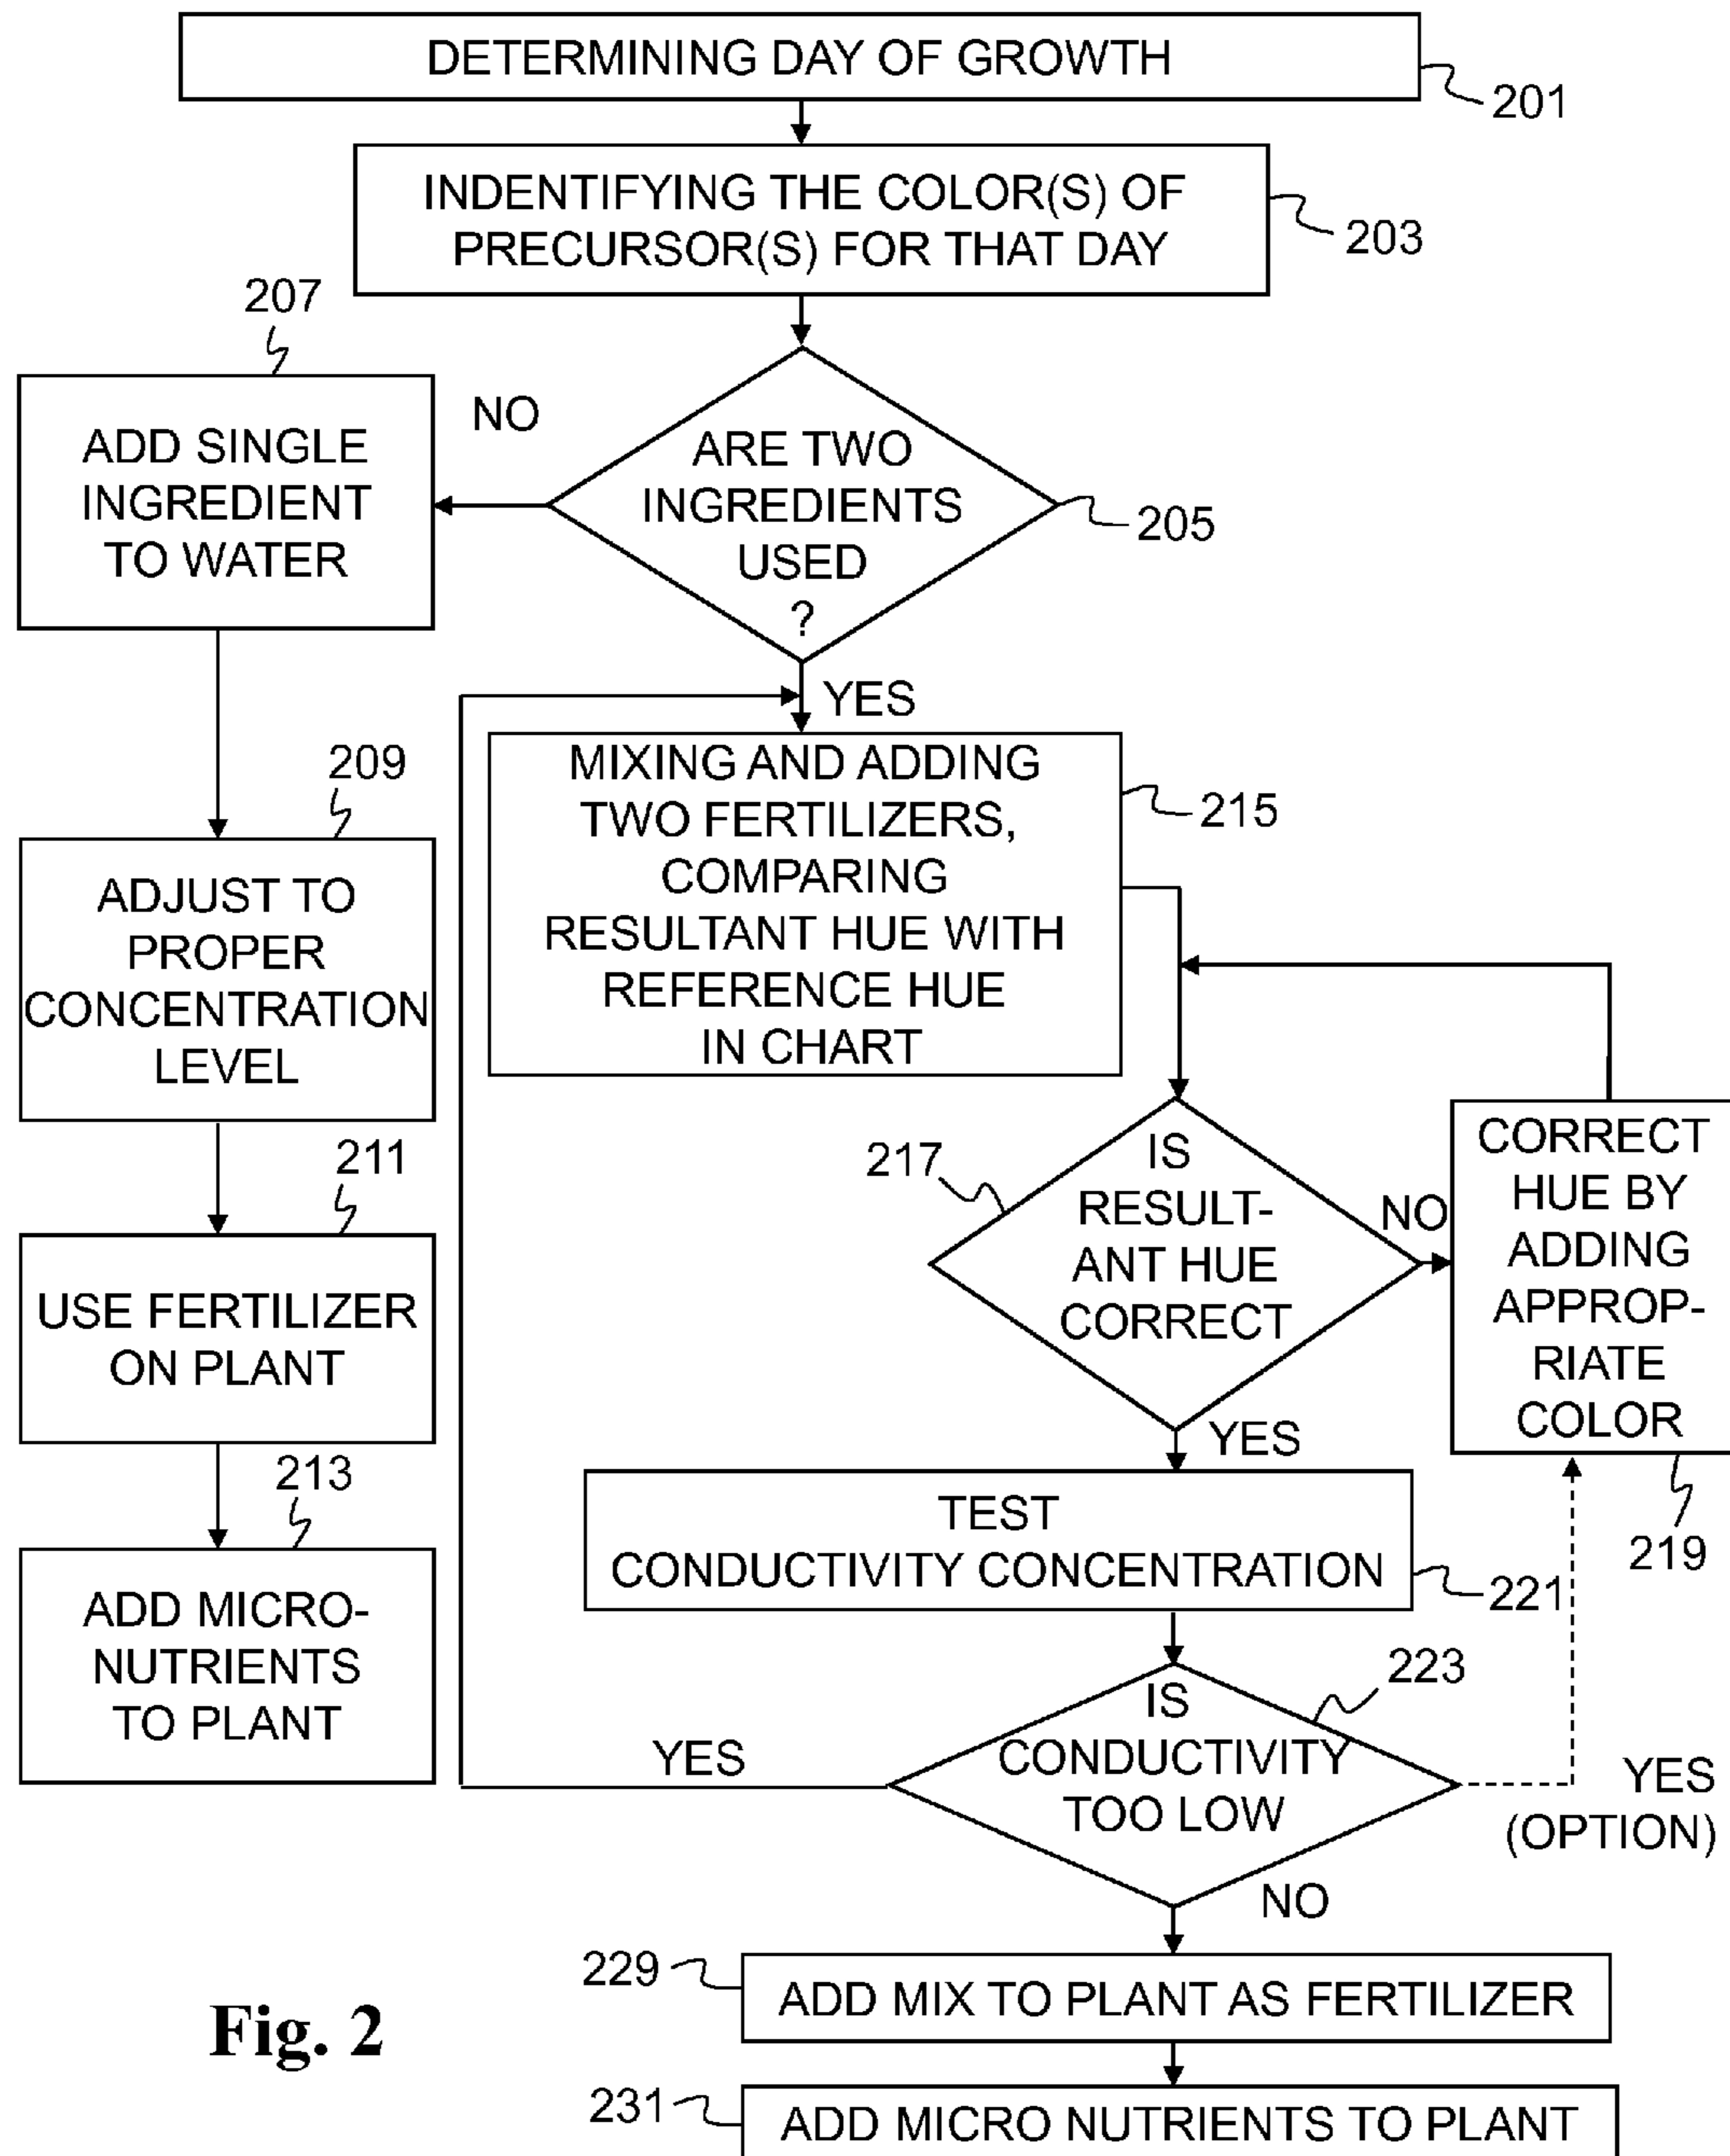 DETERMINING DAY OF GROWTH
201
INDENTIFYING THE COLOR(S) OF
PRECURSOR(S) FOR THAT DAY
203
207
ADD SINGLE
INGREDIENT
TO WATER
NO
ARE TWO
INGREDIENTS
USED
?
205
YES
209
ADJUST TO
PROPER
CONCENTRATION
LEVEL
MIXING AND ADDING
TWO FERTILIZERS,
COMPARING
RESULTANT HUE WITH
REFERENCE HUE
IN CHART
215
211
USE FERTILIZER
ON PLANT
217
IS
RESULT-
ANT HUE
CORRECT
NO
CORRECT
HUE BY
ADDING
APPROP-
RIATE
COLOR
219
YES
213
ADD MICRO-
NUTRIENTS
TO PLANT
TEST
CONDUCTIVITY CONCENTRATION
221
223
IS
CONDUCTIVITY
TOO LOW
YES
YES
(OPTION)
NO
229
ADD MIX TO PLANT AS FERTILIZER
231
ADD MICRO NUTRIENTS TO PLANT
Fig. 2